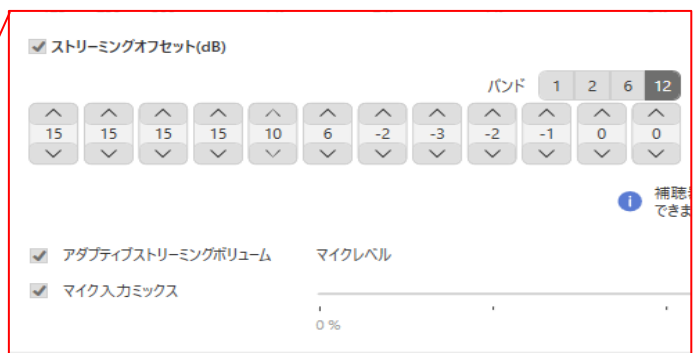 ストリーミングオフセット(dB)
バンド 1 2 6 12
15 15 15 15 10 6 -2 -3 -2 -1 0 0
i 補聴
できま
アダプティブストリーミングボリューム マイクレベル
マイク入力ミックス
0 %